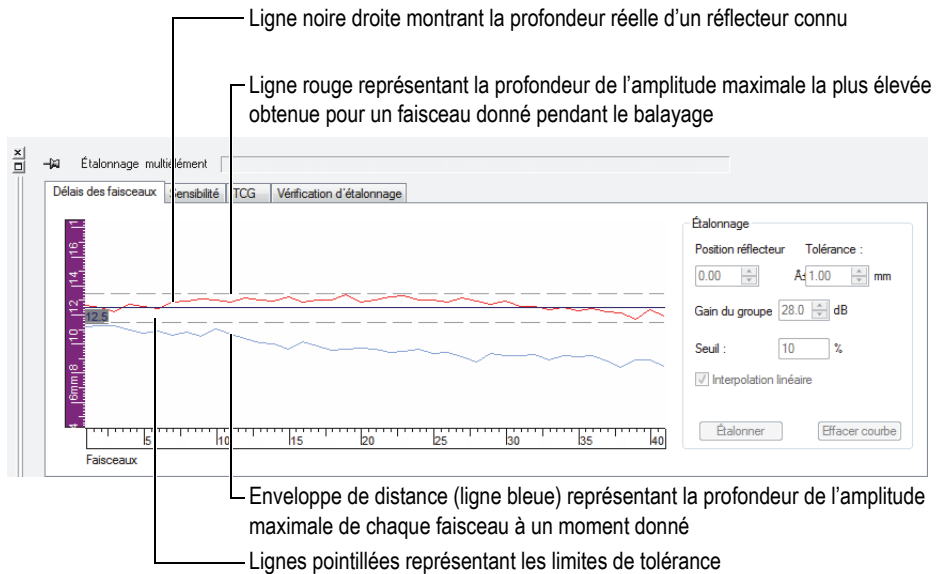 Ligne noire droite montrant la profondeur réelle d'un réflecteur connu
Ligne rouge représentant la profondeur de l'amplitude maximale la plus élevée
obtenue pour un faisceau donné pendant le balayage
Étalonnage multiélément
Délais des faisceaux Sensibilité TCG Vérification d'étalonnage
Étalonnage
Position réflecteur Tolérance :
0.00 Â± 1.00 mm
Gain du groupe 28.0 dB
Seuil : 10 %
Interpolation linéaire
Étalonner Effacer courbe
4 |6mm |8 |10 |12 |14 |16 |1
12.5
|5 |10 |15 |20 |25 |30 |35 |40
Faisceaux
Enveloppe de distance (ligne bleue) représentant la profondeur de l'amplitude
maximale de chaque faisceau à un moment donné
Lignes pointillées représentant les limites de tolérance